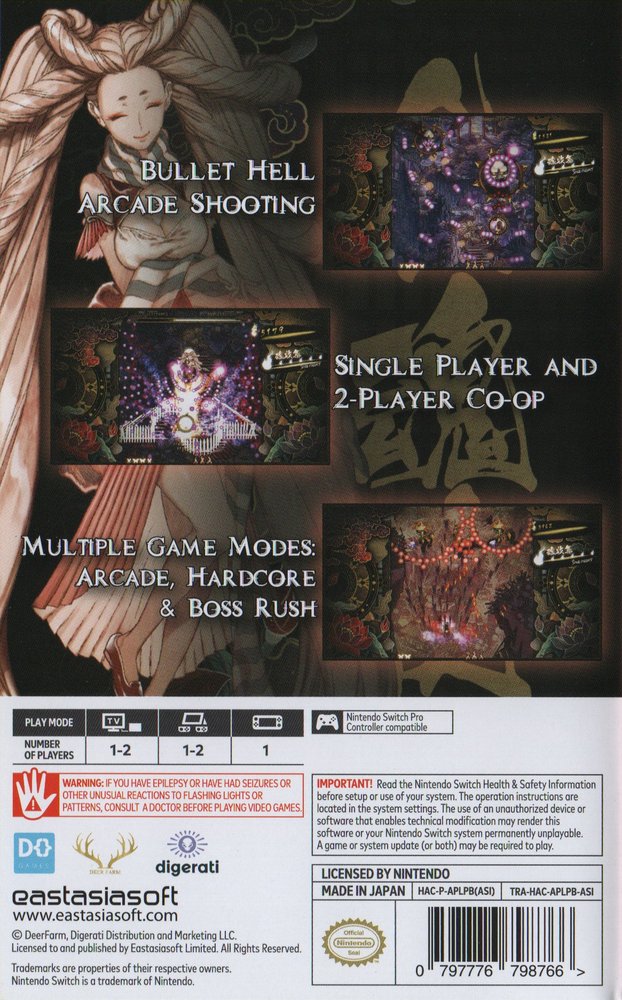 BULLET HELL
ARCADE SHOOTING
SINGLE PLAYER AND
2-PLAYER CO-OP
MULTIPLE GAME MODES:
ARCADE, HARDCORE
& BOSS RUSH
PLAY MODE
TV
NUMBER
OF PLAYERS
1-2
1-2
1
Nintendo Switch Pro
Controller compatible
WARNING: IF YOU HAVE EPILEPSY OR HAVE HAD SEIZURES OR
OTHER UNUSUAL REACTIONS TO FLASHING LIGHTS OR
PATTERNS, CONSULT A DOCTOR BEFORE PLAYING VIDEO GAMES.
IMPORTANT! Read the Nintendo Switch Health & Safety Information
before setup or use of your system. The operation instructions are
located in the system settings. The use of an unauthorized device or
software that enables technical modification may render this
software or your Nintendo Switch system permanently unplayable.
A game or system update (or both) may be required to play.
DO
GAMES
DEER FARM
digerati
eastasiasoft
www.eastasiasoft.com
© DeerFarm, Digerati Distribution and Marketing LLC.
Licensed to and published by Eastasiasoft Limited. All Rights Reserved.
Trademarks are properties of their respective owners.
Nintendo Switch is a trademark of Nintendo.
LICENSED BY NINTENDO
MADE IN JAPAN
HAC-P-APLPB(ASI)
TRA-HAC-APLPB-ASI
Official
Nintendo
Seal
0 797776 798766 >